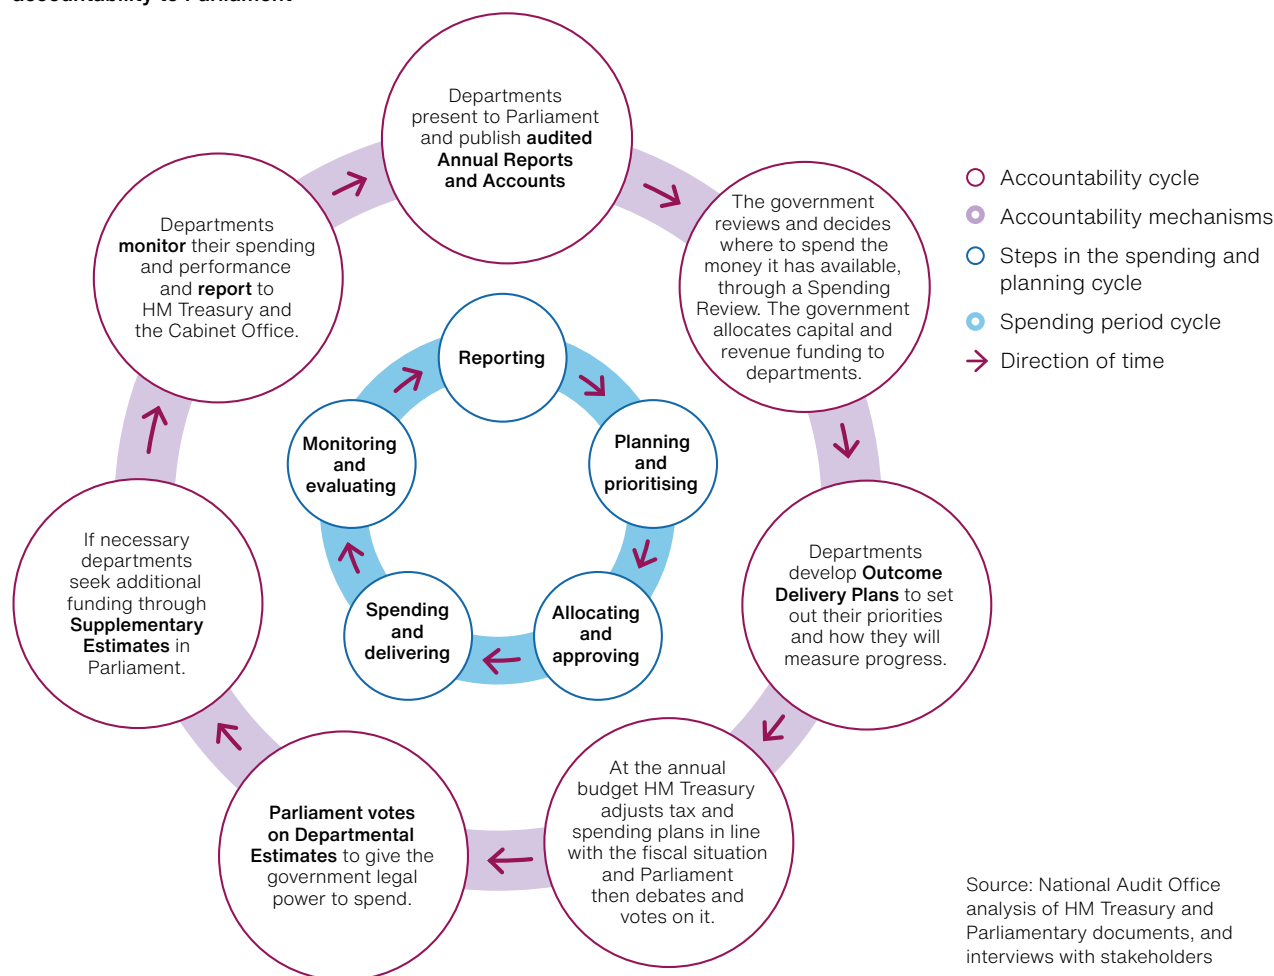 accountability to Parliament
Departments
present to Parliament
and publish audited
Annual Reports
and Accounts
The government
reviews and decides
where to spend the
money it has available,
through a Spending
Review. The government
allocates capital and
revenue funding to
departments.
Departments
develop Outcome
Delivery Plans to set
out their priorities
and how they will
measure progress.
At the annual
budget HM Treasury
adjusts tax and
spending plans in line
with the fiscal situation
and Parliament
then debates and
votes on it.
Parliament votes
on Departmental
Estimates to give the
government legal
power to spend.
If necessary
departments
seek additional
funding through
Supplementary
Estimates in
Parliament.
Departments
monitor their spending
and performance
and report to
HM Treasury and
the Cabinet Office.
Reporting
Planning
and
prioritising
Allocating
and
approving
Spending
and
delivering
Monitoring
and
evaluating
Accountability cycle
Accountability mechanisms
Steps in the spending and
planning cycle
Spending period cycle
Direction of time
Source: National Audit Office
analysis of HM Treasury and
Parliamentary documents, and
interviews with stakeholders